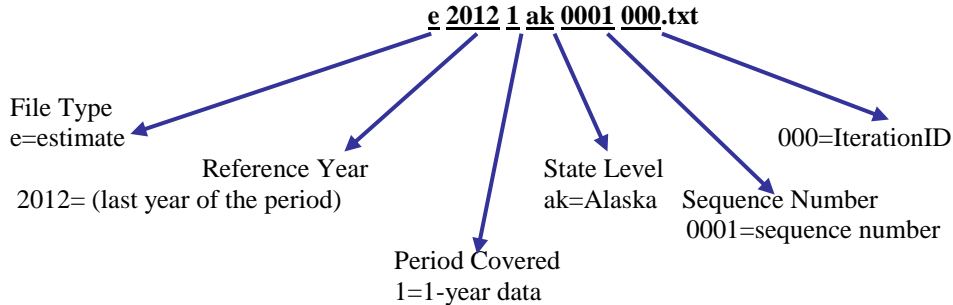 e 2012 1 ak 0001 000.txt
File Type
e=estimate
000=IterationID
Reference Year
2012= (last year of the period)
State Level
ak=Alaska
Sequence Number
0001=sequence number
Period Covered
1=1-year data